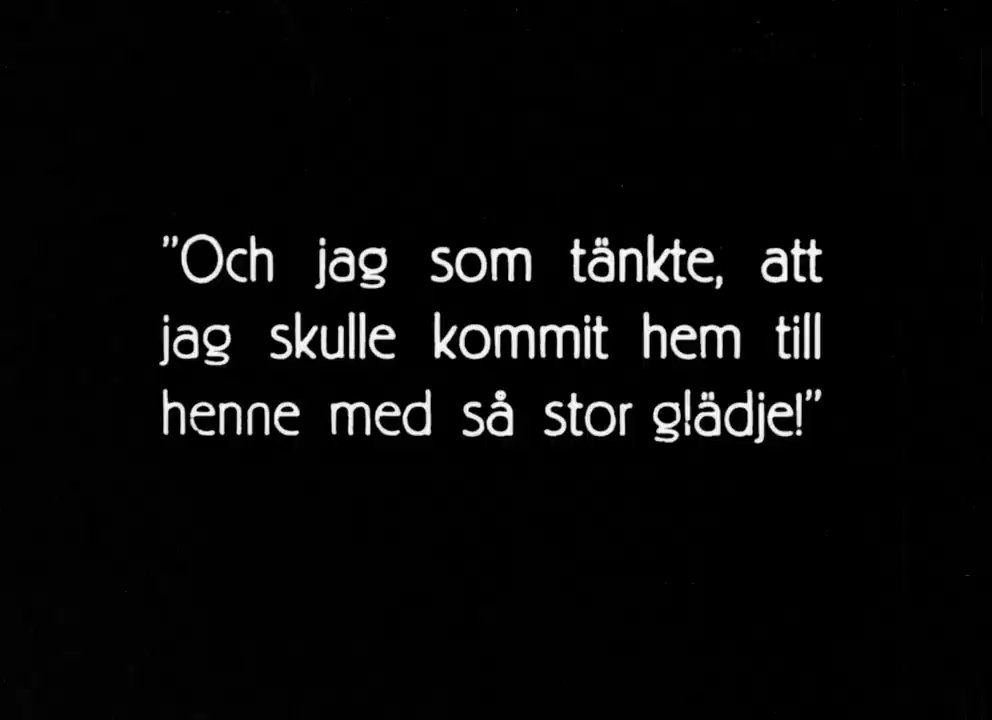 ”Och jag som tänkte, att
jag skulle kommit hem till
henne med så stor glädje!”